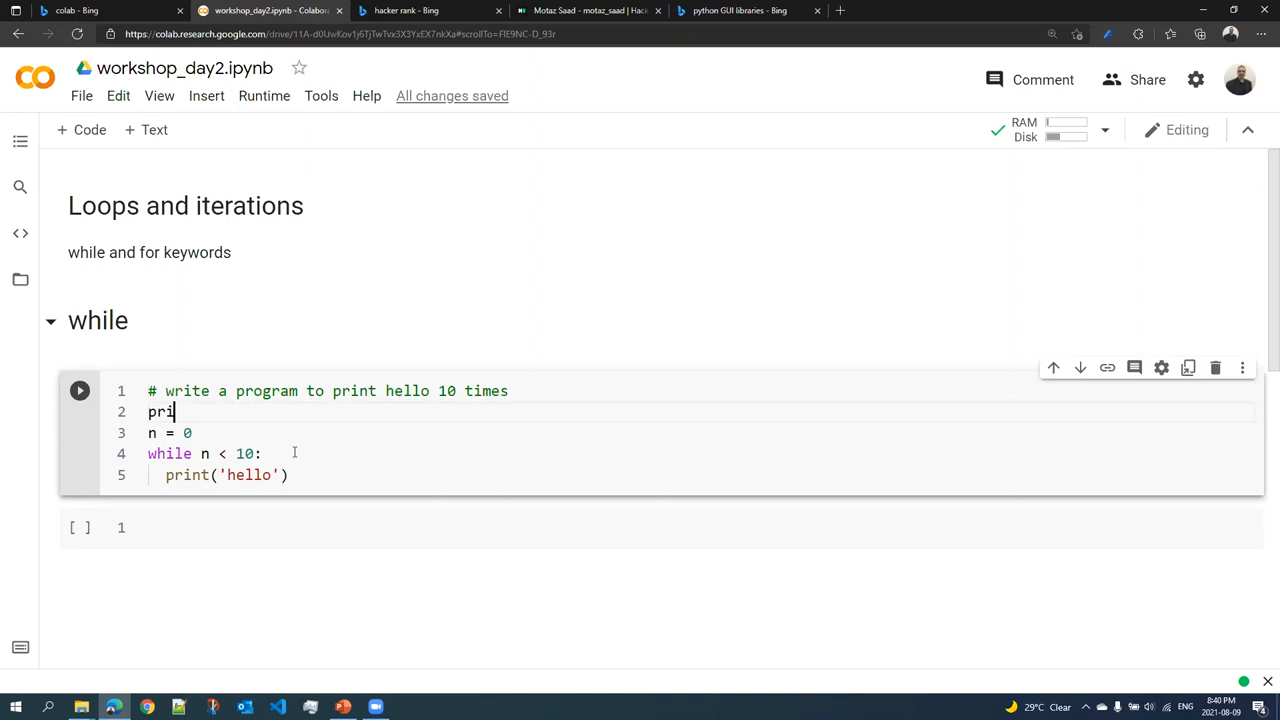 colab - Bing
workshop_day2.ipynb - Colabora
hacker rank - Bing
Motaz Saad - motaz_saad | Hack
python GUI libraries - Bing
https://colab.research.google.com/drive/11A-d0UwKov1j6TjTwTvx3X3YxEX7nkXa#scrollTo=FlE9NC-D_93r
CO
workshop_day2.ipynb
Comment
Share
File Edit View Insert Runtime Tools Help All changes saved
+ Code + Text
RAM
Disk
Editing
Loops and iterations
while and for keywords
while
1 # write a program to print hello 10 times
2 pri
3 n = 0
4 while n < 10:
5 print('hello')
[ ] 1
29°C Clear
ENG
8:40 PM
2021-08-09